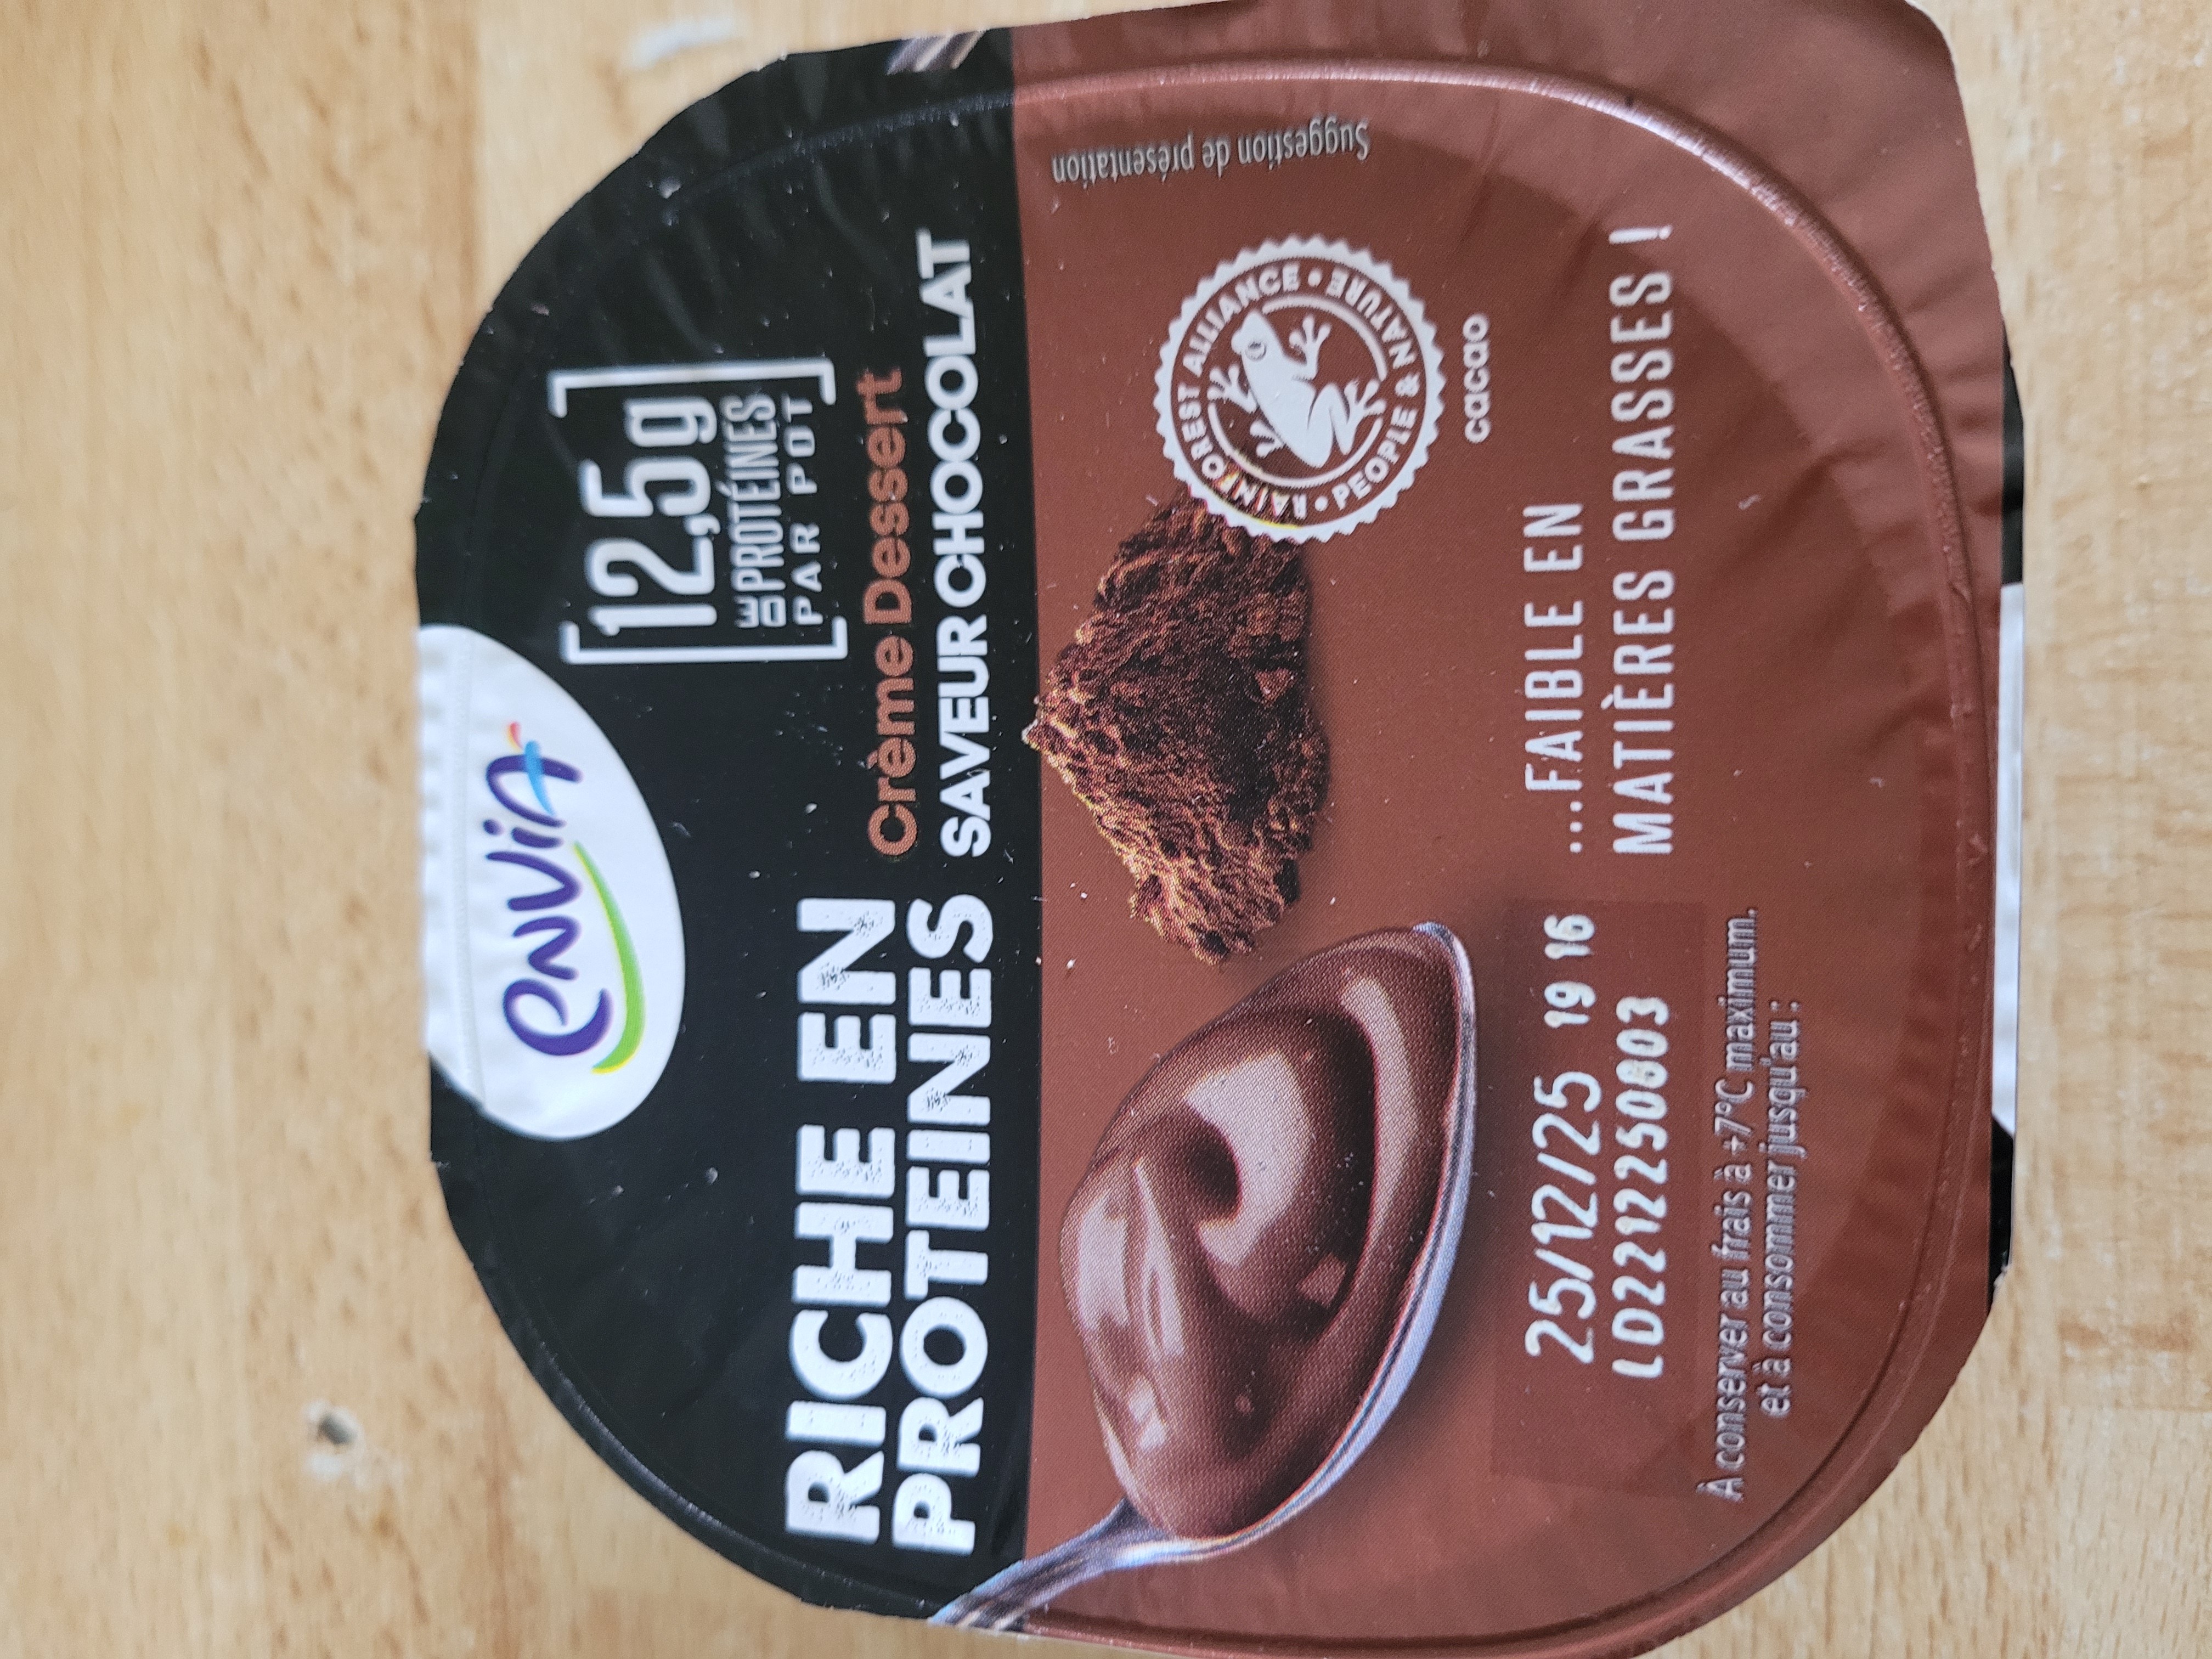 envia
[12,5g
DE PROTÉINES
PAR POT]
RICHE EN
PROTEINES
Crème Dessert
SAVEUR CHOCOLAT
Suggestion de présentation
RAINFOREST ALLIANCE • PEOPLE & NATURE •
cacao
...FAIBLE EN
MATIÈRES GRASSES !
25/12/25 19 16
LD2212250003
À conserver au frais à +7°C maximum.
et à consommer jusqu'au :